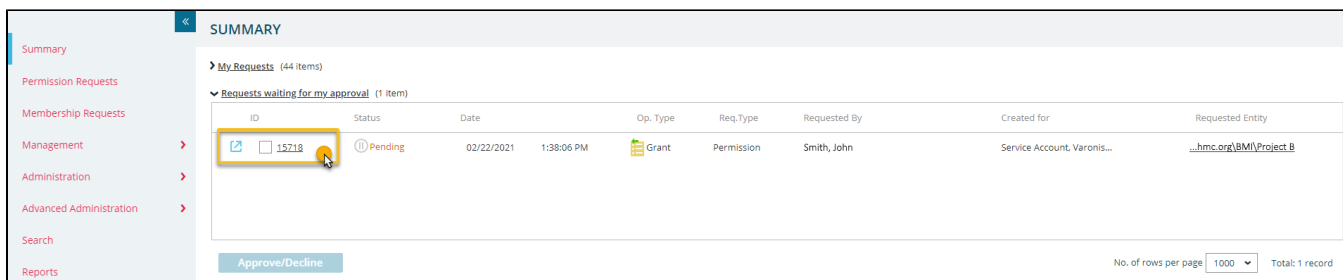 SUMMARY
Summary
Permission Requests
Membership Requests
Management
Administration
Advanced Administration
Search
Reports
My Requests (44 items)
Requests waiting for my approval (1 item)
ID Status Date Op. Type Req.Type Requested By Created for Requested Entity
15718 Pending 02/22/2021 1:38:06 PM Grant Permission Smith, John Service Account, Varonis... ...hmc.org\BMI\Project B
Approve/Decline No. of rows per page 1000 Total: 1 record